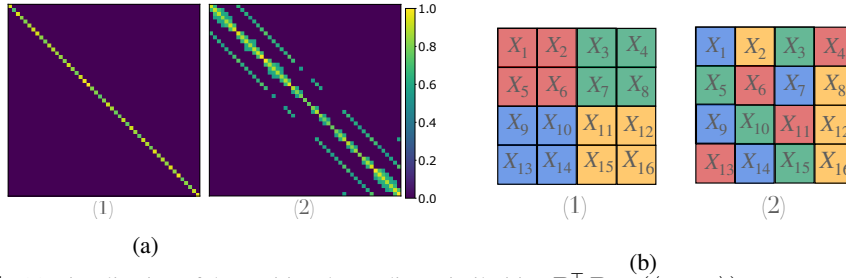 1.0
0.8
0.6
0.4
0.2
0.0
(1)
(2)
(a)
X1 X2 X3 X4
X5 X6 X7 X8
X9 X10 X11 X12
X13 X14 X15 X16
(1)
X1 X2 X3 X4
X5 X6 X7 X8
X9 X10 X11 X12
X13 X14 X15 X16
(2)
(b)